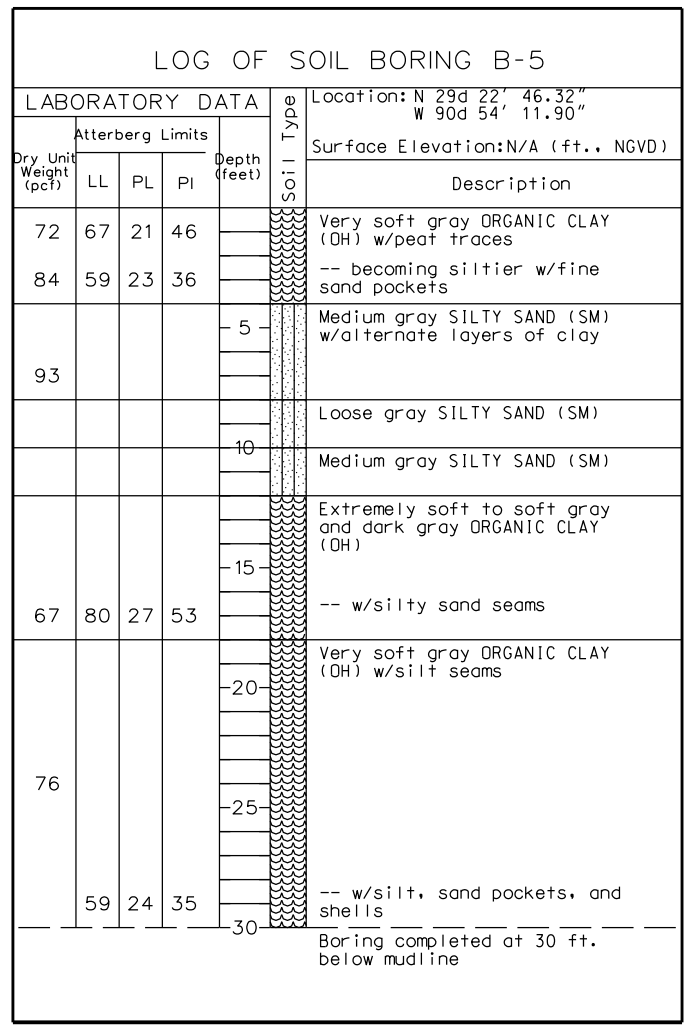 LOG OF SOIL BORING B-5
LABORATORY DATA
Soil Type
Location: N 29d 22' 46.32"
W 90d 54' 11.90"
Surface Elevation:N/A (ft., NGVD)
Dry Unit
Weight
(pcf)
Atterberg Limits
LL PL PI
Depth
(feet)
Description
72 67 21 46
Very soft gray ORGANIC CLAY
(OH) w/peat traces
84 59 23 36
-- becoming siltier w/fine
sand pockets
5
Medium gray SILTY SAND (SM)
w/alternate layers of clay
93
Loose gray SILTY SAND (SM)
10
Medium gray SILTY SAND (SM)
Extremely soft to soft gray
and dark gray ORGANIC CLAY
(OH)
15
67 80 27 53
-- w/silty sand seams
Very soft gray ORGANIC CLAY
(OH) w/silt seams
20
76
25
59 24 35
-- w/silt, sand pockets, and
shells
30
Boring completed at 30 ft.
below mudline